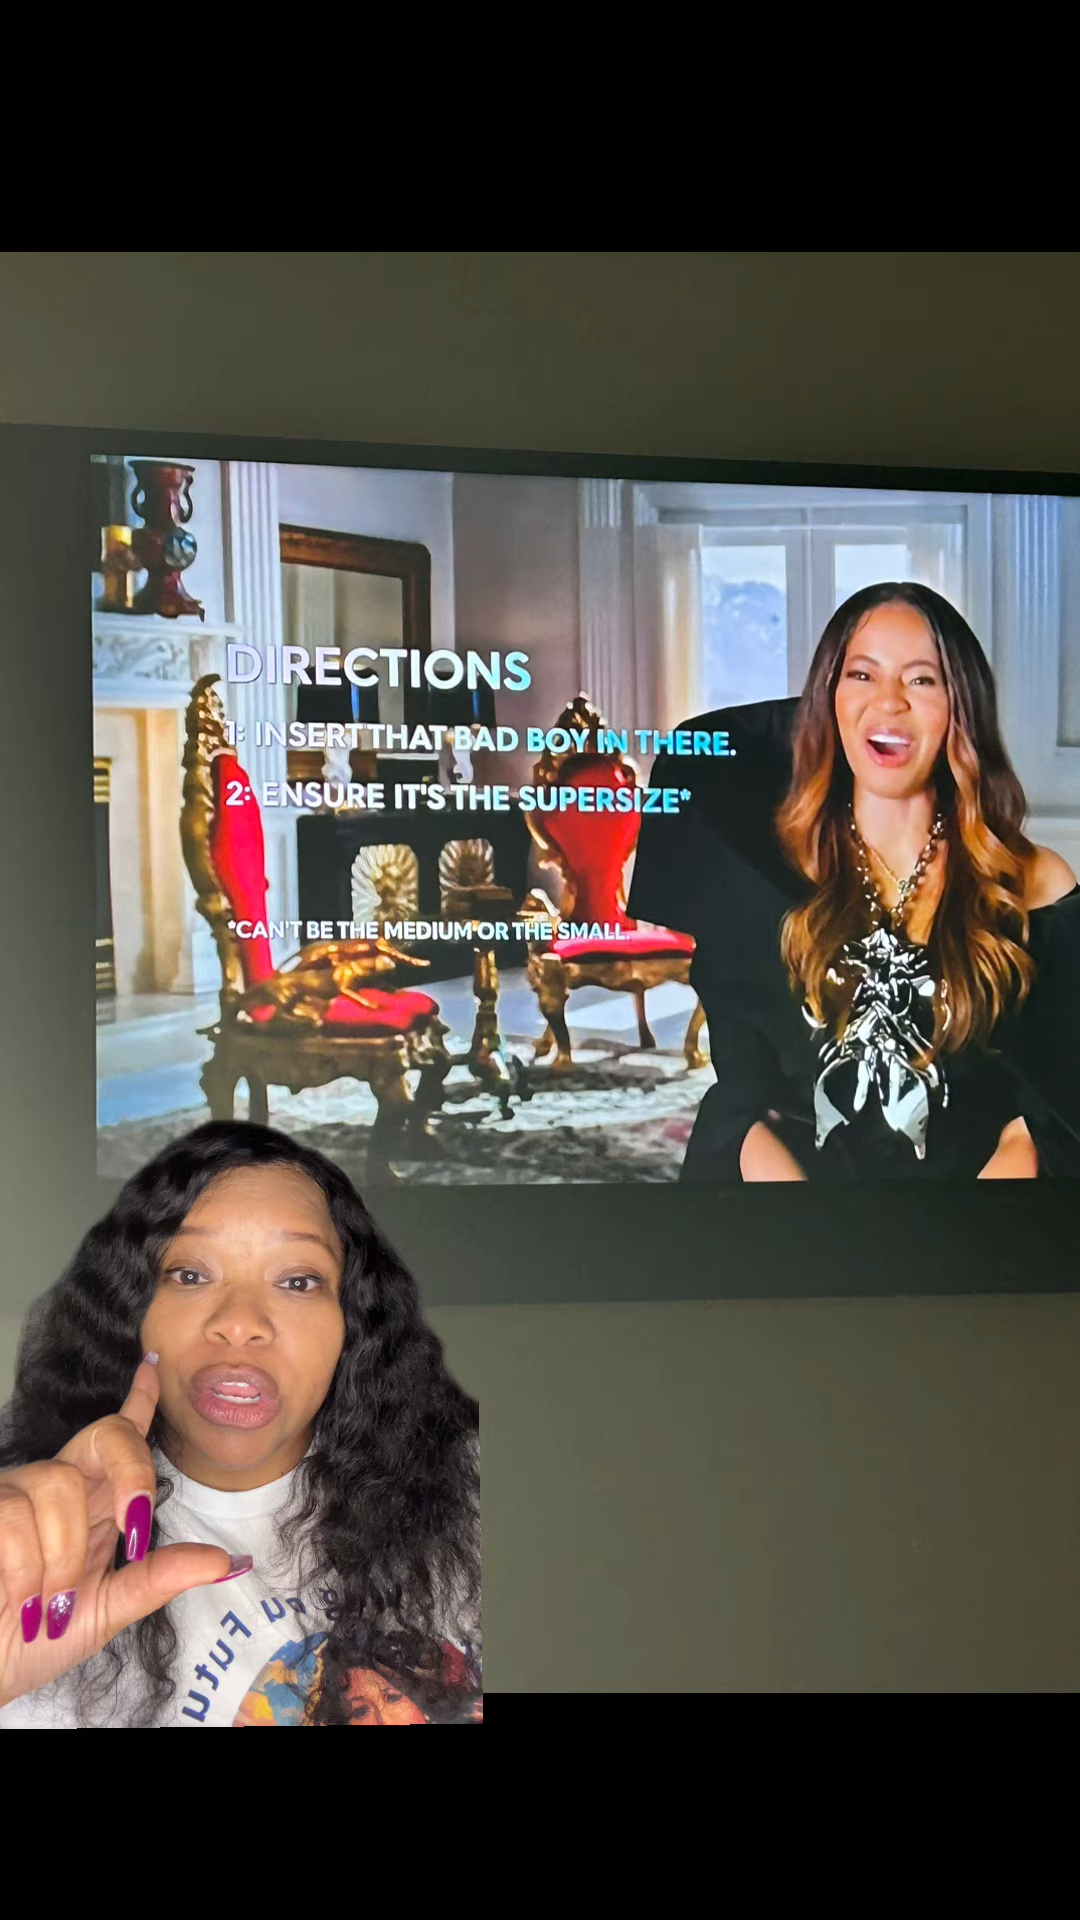 DIRECTIONS
1: INSERT THAT BAD BOY IN THERE.
2: ENSURE IT'S THE SUPERSIZE*
*CAN'T BE THE MEDIUM OR THE SMALL.